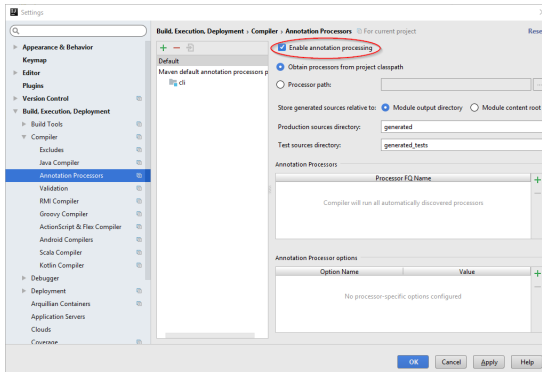 Settings
Appearance & Behavior
Keymap
Editor
Plugins
Version Control
Build, Execution, Deployment
Build Tools
Compiler
Excludes
Java Compiler
Annotation Processors
Validation
RMI Compiler
Groovy Compiler
ActionScript & Flex Compiler
Android Compilers
Scala Compiler
Kotlin Compiler
Debugger
Deployment
Arquillian Containers
Application Servers
Clouds
Coverage
Build, Execution, Deployment › Compiler › Annotation Processors For current project Rese
Default
Maven default annotation processors p
cli
Enable annotation processing
Obtain processors from project classpath
Processor path:
Store generated sources relative to: Module output directory Module content root
Production sources directory: generated
Test sources directory: generated_tests
Annotation Processors
Processor FQ Name
Compiler will run all automatically discovered processors
Annotation Processor options
Option Name Value
No processor-specific options configured
OK Cancel Apply Help